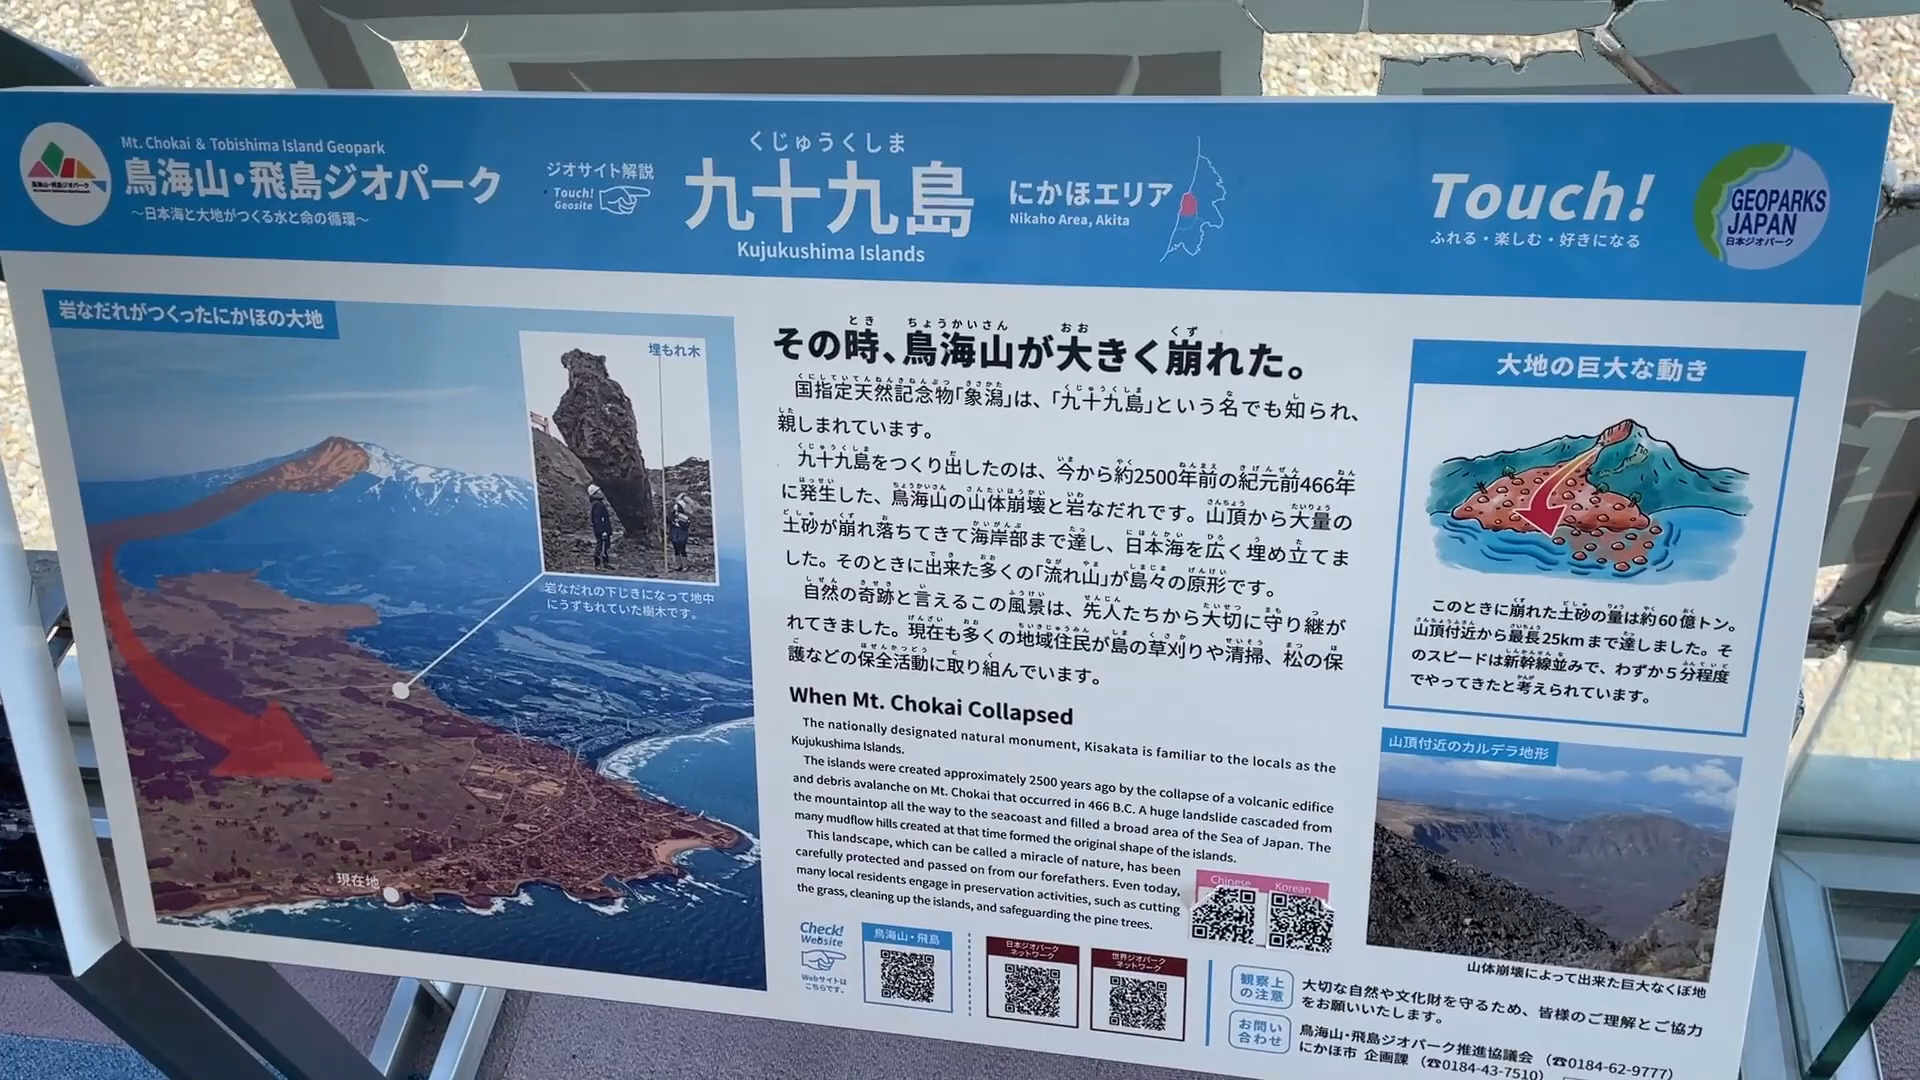 Mt. Chokai & Tobishima Island Geopark
鳥海山・飛島ジオパーク
～日本海と大地がつくる水と命の循環～
ジオサイト解説
Touch!
Geosite
くじゅうくしま
九十九島
Kujukushima Islands
にかほエリア
Nikaho Area, Akita
Touch!
ふれる・楽しむ・好きになる
GEOPARKS
JAPAN
日本ジオパーク
岩なだれがつくったにかほの大地
埋もれ木
岩なだれの下じきになって地中
にうずもれていた樹木です。
現在地
その時、鳥海山が大きく崩れた。
国指定天然記念物「象潟」は、「九十九島」という名でも知られ、
親しまれています。
九十九島をつくり出したのは、今から約2500年前の紀元前466年
に発生した、鳥海山の山体崩壊と岩なだれです。山頂から大量の
土砂が崩れ落ちてきて海岸部まで達し、日本海を広く埋め立てま
した。そのときに出来た多くの「流れ山」が島々の原形です。
自然の奇跡と言えるこの風景は、先人たちから大切に守り継が
れてきました。現在も多くの地域住民が島の草刈りや清掃、松の保
護などの保全活動に取り組んでいます。
When Mt. Chokai Collapsed
The nationally designated natural monument, Kisakata is familiar to the locals as the
Kujukushima Islands.
The islands were created approximately 2500 years ago by the collapse of a volcanic edifice
and debris avalanche on Mt. Chokai that occurred in 466 B.C. A huge landslide cascaded from
the mountaintop all the way to the seacoast and filled a broad area of the Sea of Japan. The
many mudflow hills created at that time formed the original shape of the islands.
This landscape, which can be called a miracle of nature, has been
carefully protected and passed on from our forefathers. Even today,
many local residents engage in preservation activities, such as cutting
the grass, cleaning up the islands, and safeguarding the pine trees.
Chinese
Korean
Check!
Website
Webサイトは
こちらです。
鳥海山・飛島
日本ジオパーク
ネットワーク
世界ジオパーク
ネットワーク
大地の巨大な動き
このときに崩れた土砂の量は約60億トン。
山頂付近から最長25kmまで達しました。そ
のスピードは新幹線並みで、わずか5分程度
でやってきたと考えられています。
山頂付近のカルデラ地形
山体崩壊によって出来た巨大なくぼ地
観察上
の注意
大切な自然や文化財を守るため、皆様のご理解とご協力
をお願いいたします。
お問い
合わせ
鳥海山・飛島ジオパーク推進協議会 （☎0184-62-9777）
にかほ市 企画課 （☎0184-43-7510）